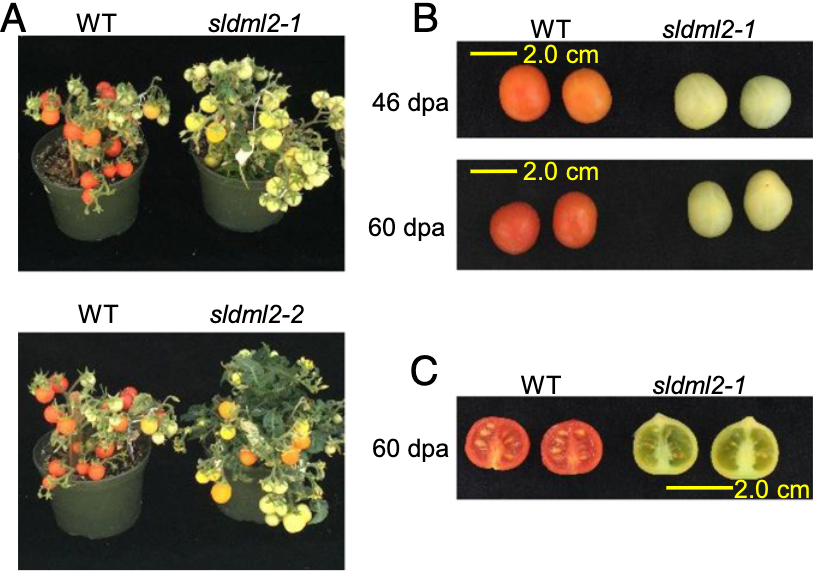 A
WT sldml2-1
WT sldml2-2
B
WT sldml2-1
46 dpa
2.0 cm
60 dpa
2.0 cm
C
WT sldml2-1
60 dpa
2.0 cm